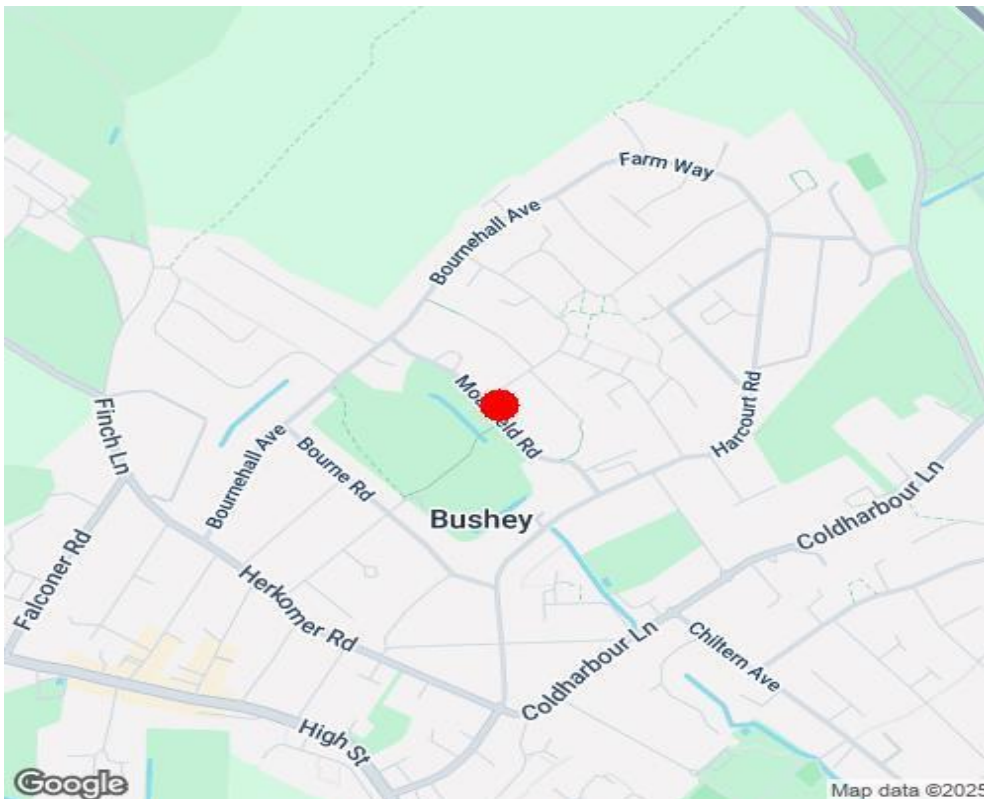 Farm Way
Bournehall Ave
Finch Ln
Harcourt Rd
Bournehall Ave
Bourne Rd
Rd
Bushey
Coldharbour Ln
Falconer Rd
Herkomer Rd
Chiltern Ave
Coldharbour Ln
High St
Google
Map data ©2025